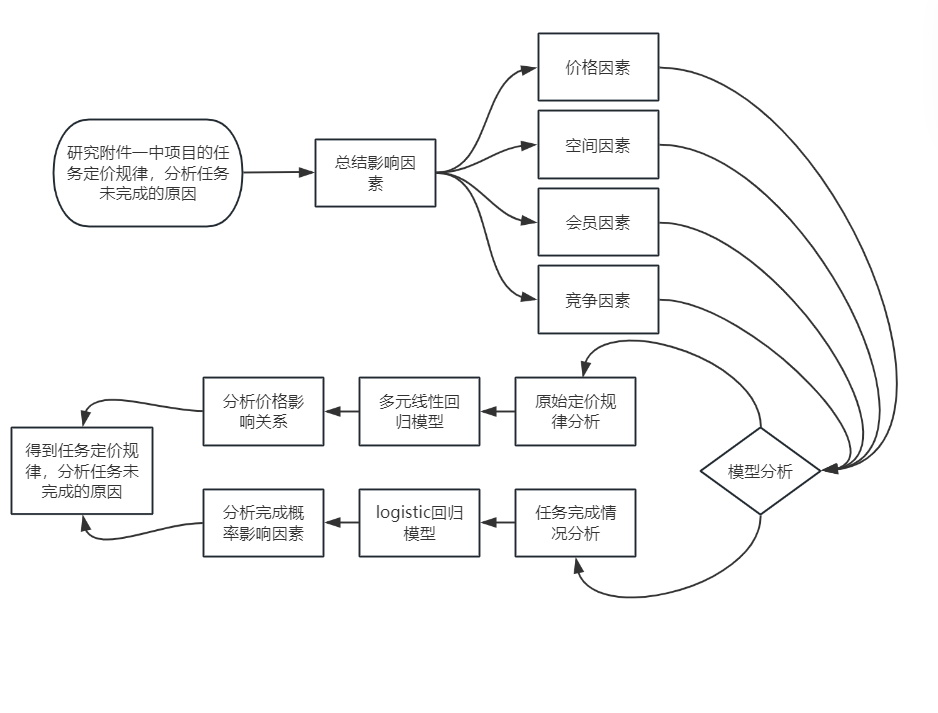 研究附件一中项目的任
务定价规律，分析任务
未完成的原因
总结影响因
素
价格因素
空间因素
会员因素
竞争因素
模型分析
原始定价规
律分析
多元线性回
归模型
分析价格影
响关系
任务完成情
况分析
logistic回归
模型
分析完成概
率影响因素
得到任务定价规
律，分析任务未
完成的原因